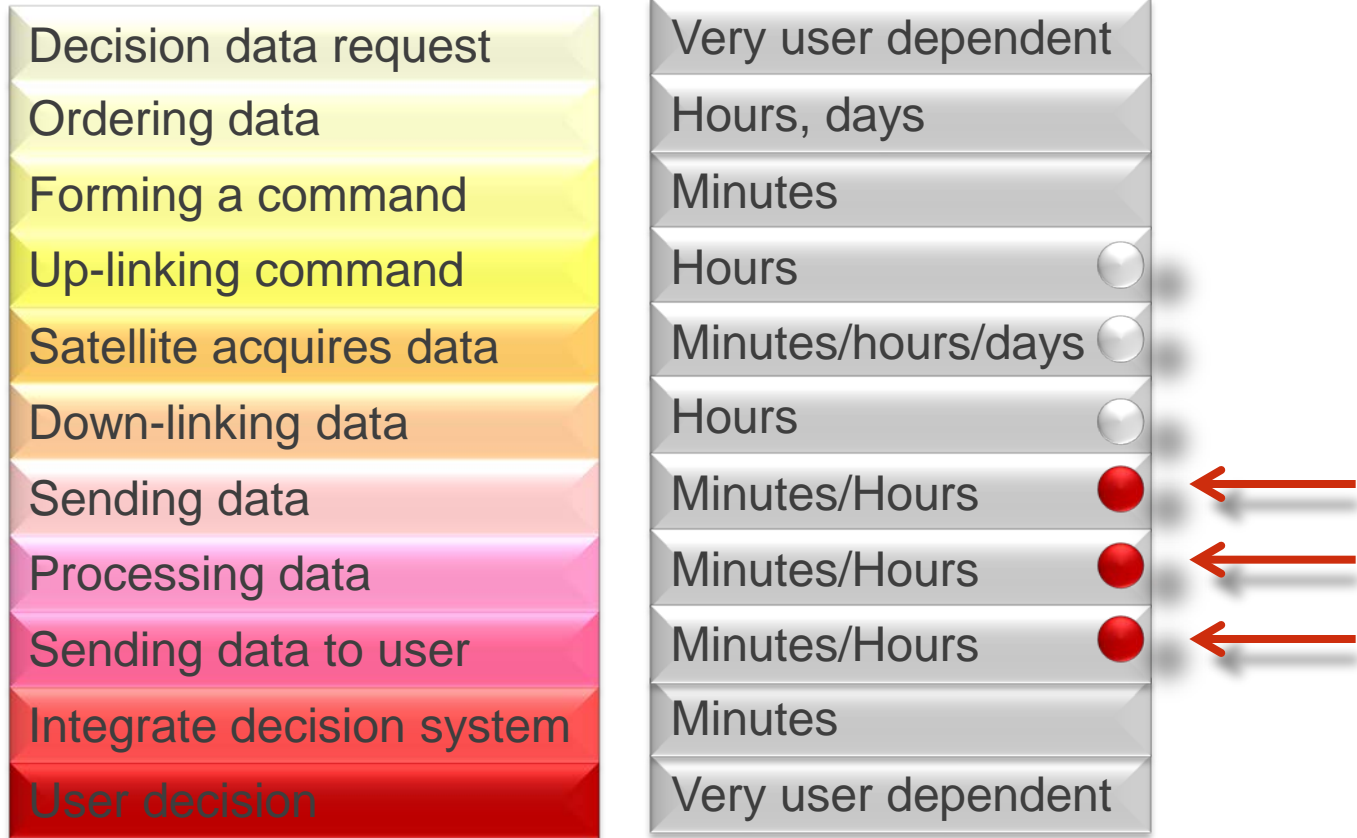 Decision data request
Very user dependent
Ordering data
Hours, days
Forming a command
Minutes
Up-linking command
Hours
Satellite acquires data
Minutes/hours/days
Down-linking data
Hours
Sending data
Minutes/Hours
Processing data
Minutes/Hours
Sending data to user
Minutes/Hours
Integrate decision system
Minutes
User decision
Very user dependent